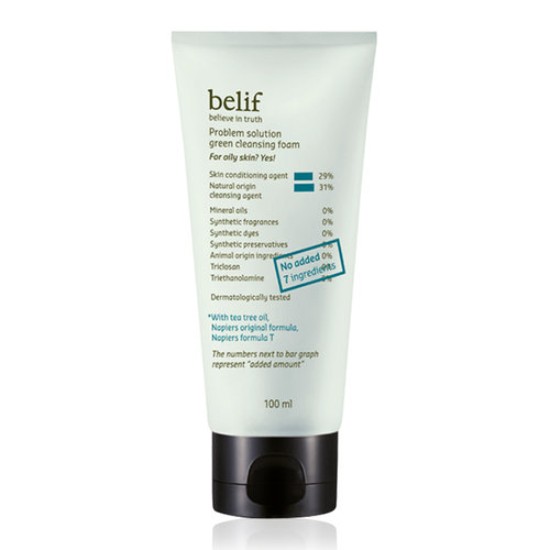 belif
believe in truth
Problem solution
green cleansing foam
For oily skin? Yes!
Skin conditioning agent 29%
Natural origin 31%
cleansing agent
Mineral oils 0%
Synthetic fragrances 0%
Synthetic dyes 0%
Synthetic preservatives 0%
Animal origin ingredients 0%
Triclosan 0%
Triethanolamine 0%
No added
7 ingredients
Dermatologically tested
*With tea tree oil,
Napiers original formula,
Napiers formula T
The numbers next to bar graph
represent "added amount"
100 ml